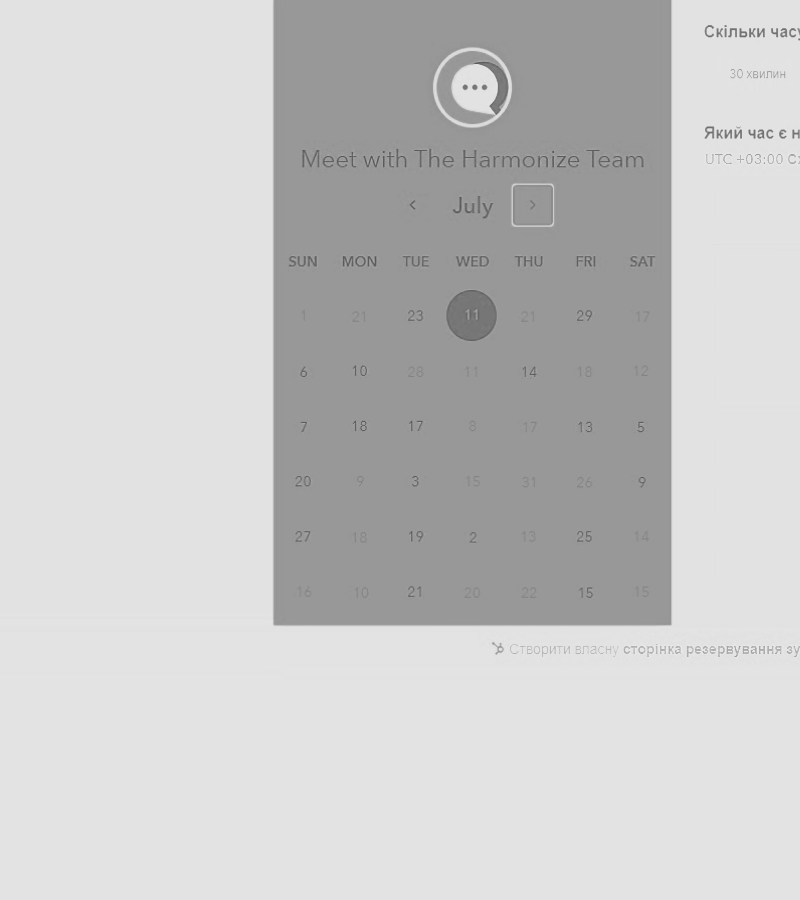 Скільки часу
30 хвилин
Який час є н
UTC +03:00 Сх
Meet with The Harmonize Team
July
SUN MON TUE WED THU FRI SAT
1 21 23 11 21 29 17
6 10 28 11 14 18 12
7 18 17 8 17 13 5
20 9 3 15 31 26 9
27 18 19 2 13 25 14
16 10 21 20 22 15 15
Створити власну сторінка резервування зу